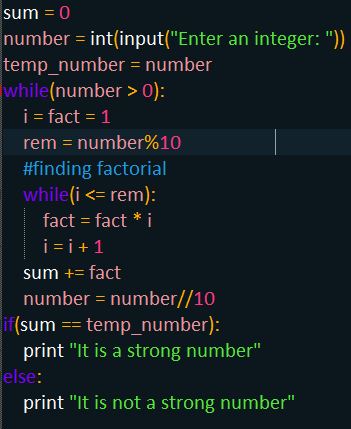 sum = 0
number = int(input("Enter an integer: "))
temp_number = number
while(number > 0):
    i = fact = 1
    rem = number%10
    #finding factorial
    while(i <= rem):
        fact = fact * i
        i = i + 1
    sum += fact
    number = number//10
if(sum == temp_number):
    print "It is a strong number"
else:
    print "It is not a strong number"